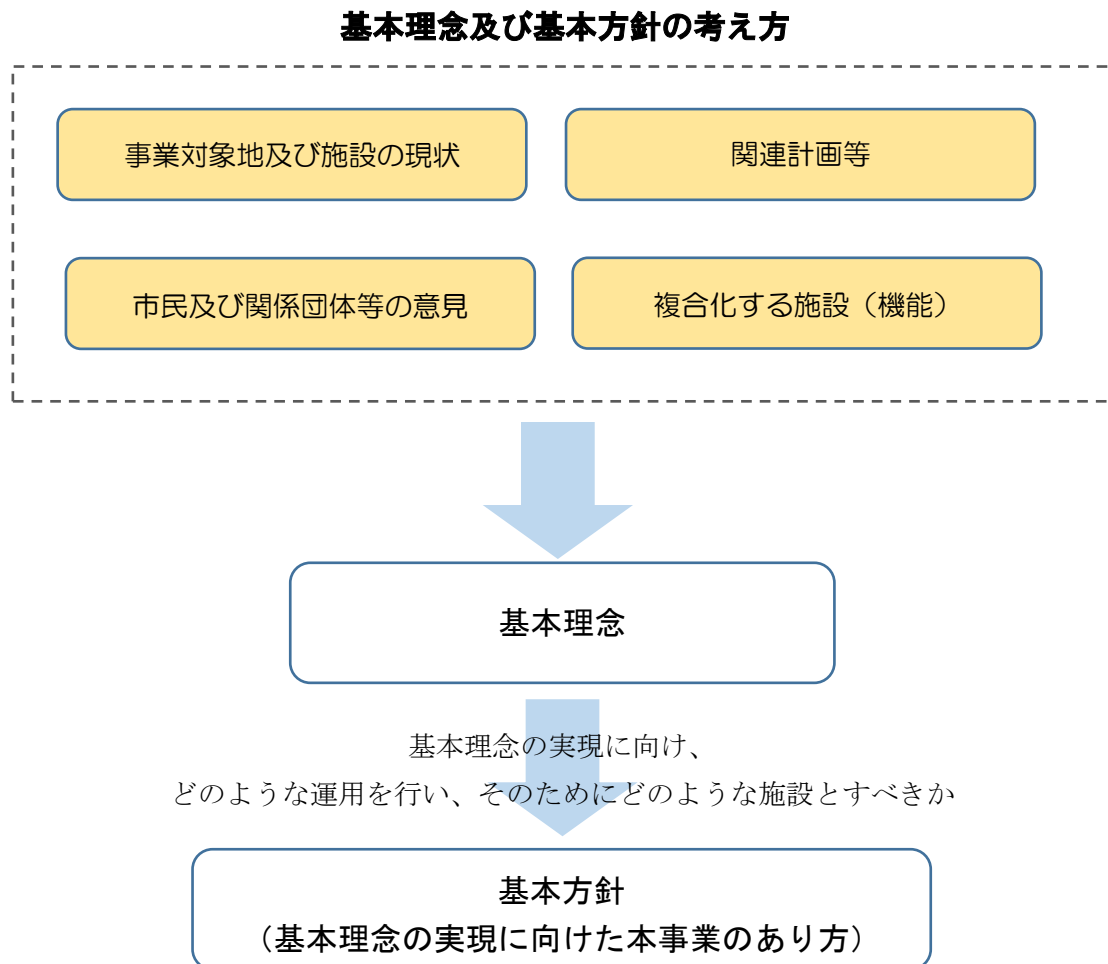 基本理念及び基本方針の考え方
事業対象地及び施設の現状
関連計画等
市民及び関係団体等の意見
複合化する施設（機能）
基本理念
基本理念の実現に向け、
どのような運用を行い、そのためにどのような施設とすべきか
基本方針
（基本理念の実現に向けた本事業のあり方）